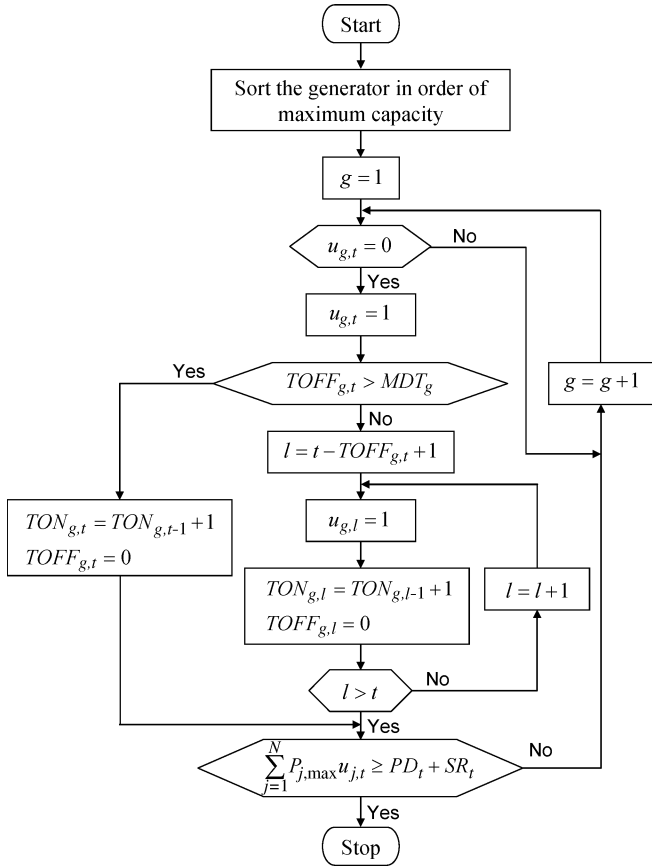 Start
Sort the generator in order of
maximum capacity
g = 1
u_{g,t} = 0
No
Yes
u_{g,t} = 1
Yes
TOFF_{g,t} > MDT_g
g = g + 1
No
l = t − TOFF_{g,t} + 1
TON_{g,t} = TON_{g,t-1} + 1
TOFF_{g,t} = 0
u_{g,l} = 1
TON_{g,l} = TON_{g,l-1} + 1
TOFF_{g,l} = 0
l = l + 1
l > t
No
Yes
\sum_{j=1}^{N} P_{j,max} u_{j,t} ≥ PD_t + SR_t
No
Yes
Stop